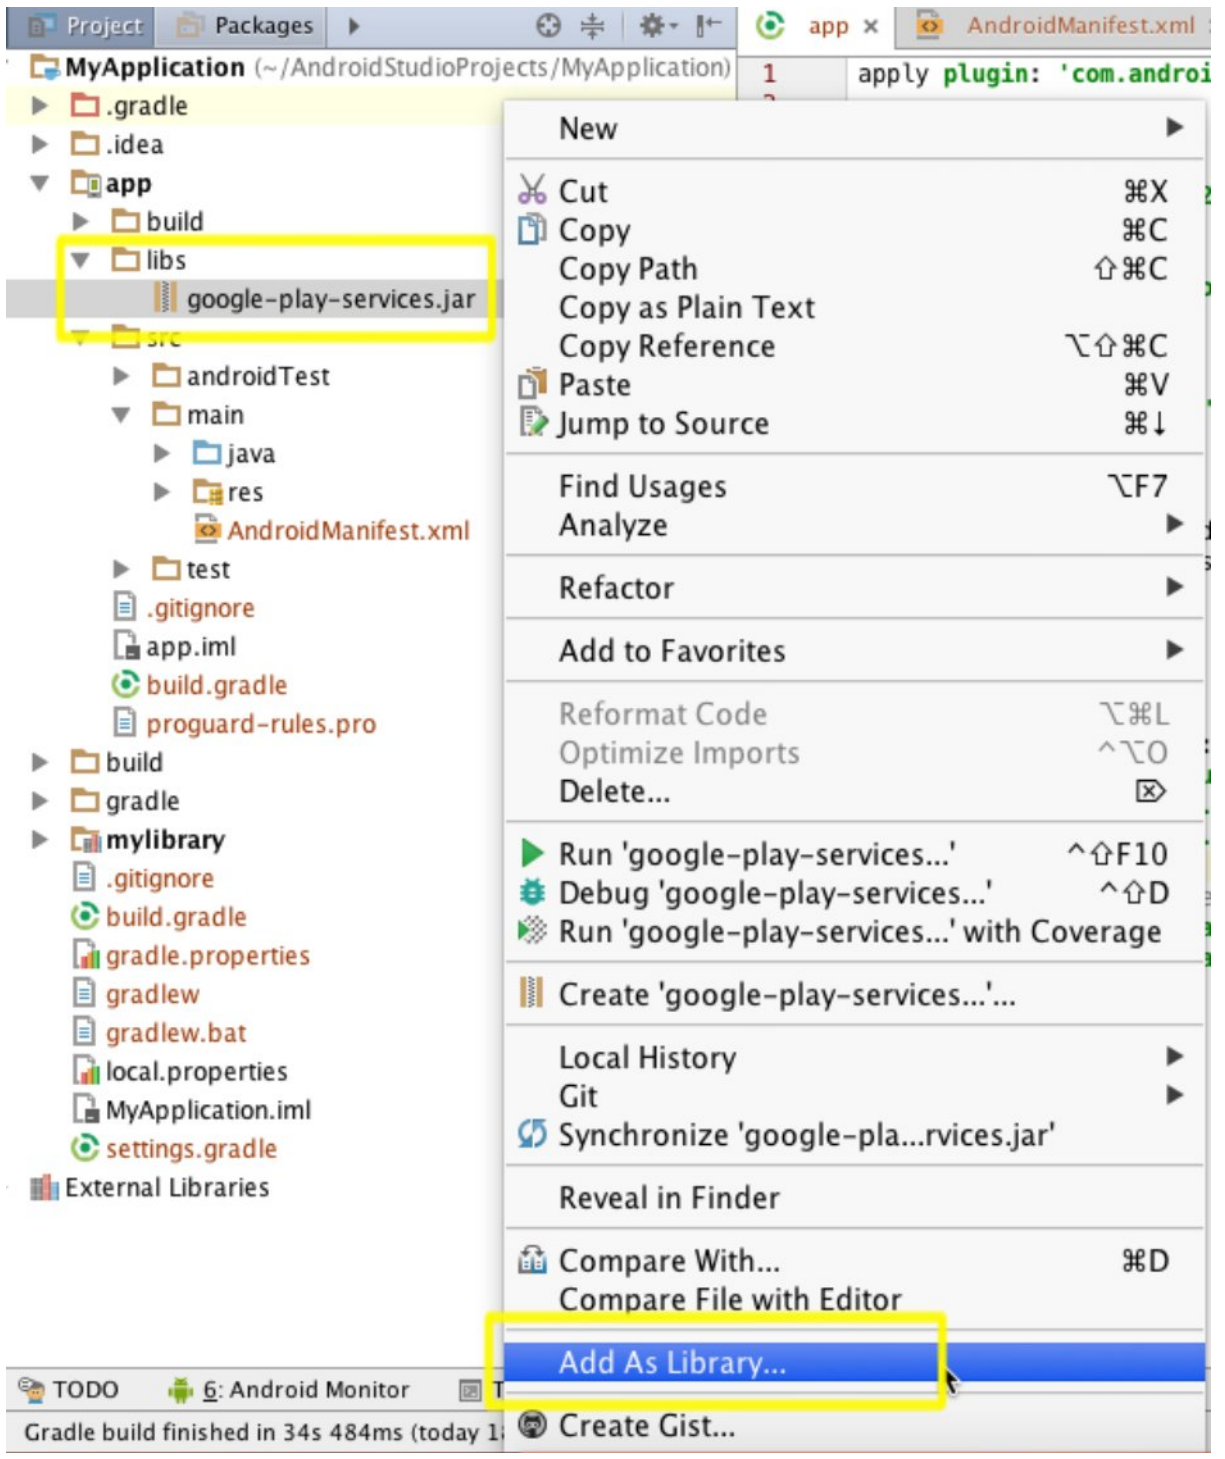 Project Packages
app × AndroidManifest.xml
MyApplication (~/AndroidStudioProjects/MyApplication)
.gradle
.idea
app
build
libs
google-play-services.jar
src
androidTest
main
java
res
AndroidManifest.xml
test
.gitignore
app.iml
build.gradle
proguard-rules.pro
build
gradle
mylibrary
.gitignore
build.gradle
gradle.properties
gradlew
gradlew.bat
local.properties
MyApplication.iml
settings.gradle
External Libraries
1 apply plugin: 'com.androi
New
Cut ⌘X
Copy ⌘C
Copy Path ⇧⌘C
Copy as Plain Text
Copy Reference ⌥⇧⌘C
Paste ⌘V
Jump to Source ⌘↓
Find Usages ⌥F7
Analyze
Refactor
Add to Favorites
Reformat Code ⌥⌘L
Optimize Imports ^⌥O
Delete... ⌦
Run 'google-play-services...' ^⇧F10
Debug 'google-play-services...' ^⇧D
Run 'google-play-services...' with Coverage
Create 'google-play-services...'...
Local History
Git
Synchronize 'google-pla...rvices.jar'
Reveal in Finder
Compare With... ⌘D
Compare File with Editor
Add As Library...
Create Gist...
TODO 6: Android Monitor T
Gradle build finished in 34s 484ms (today 1